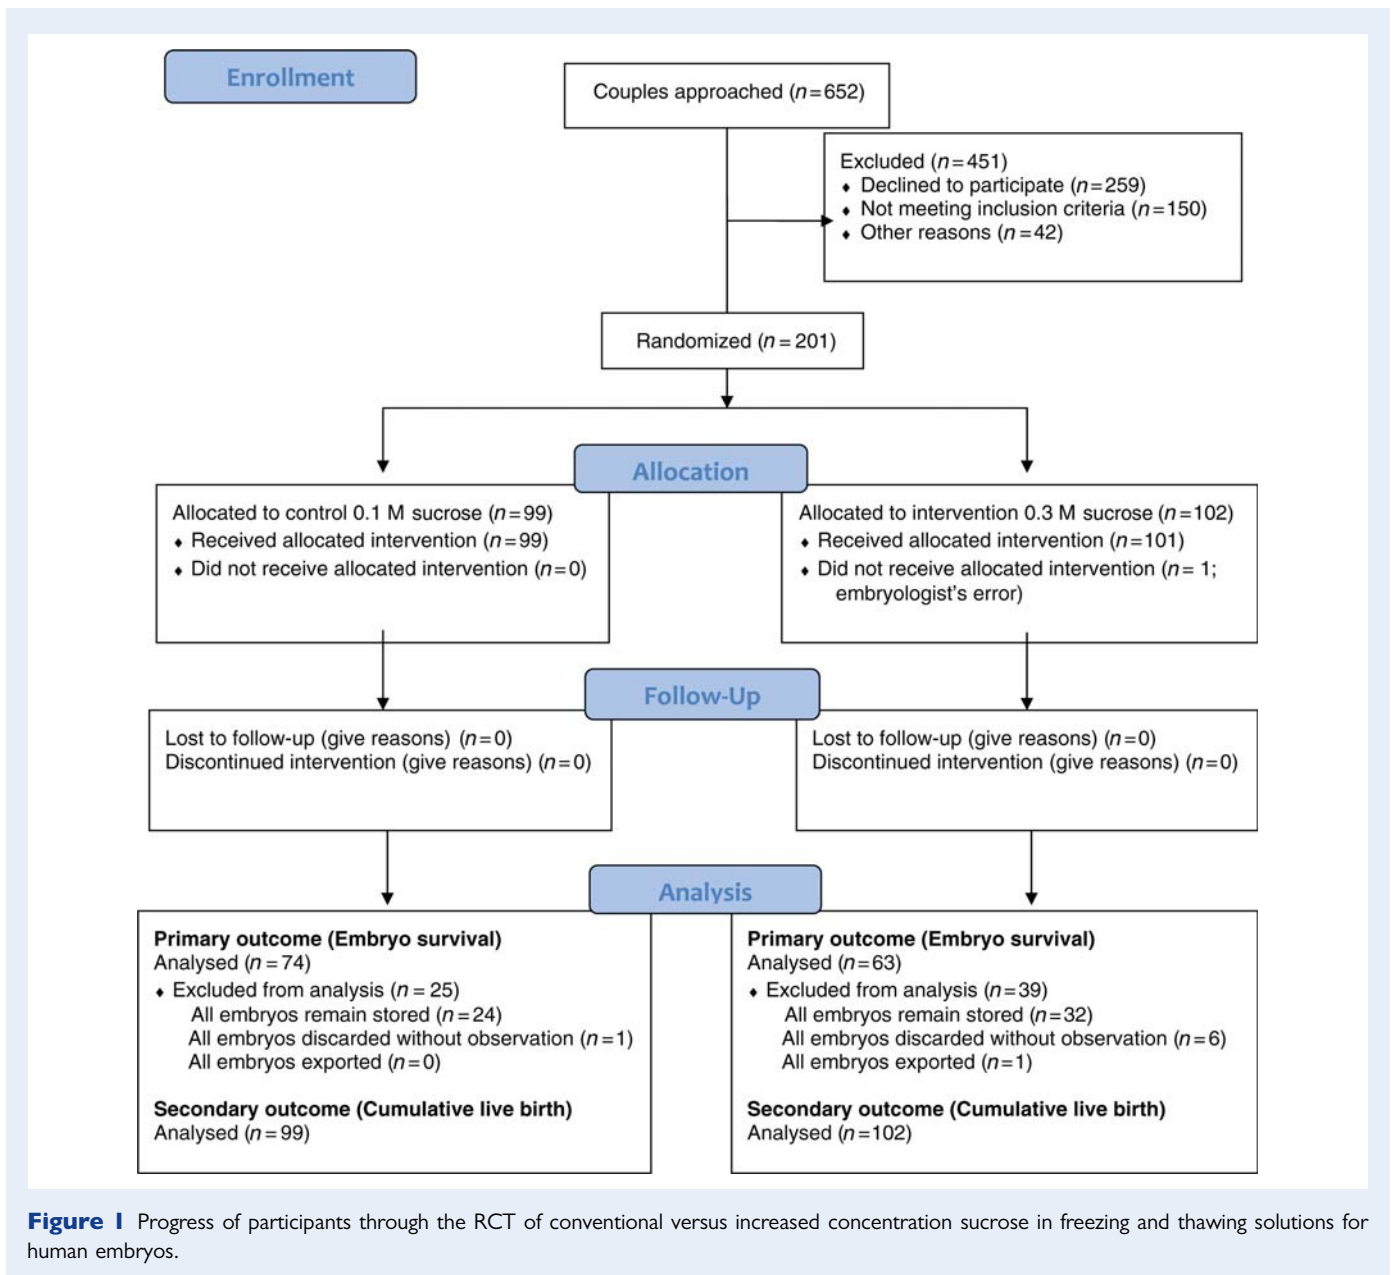 Enrollment
Couples approached (n=652)
Excluded (n=451)
♦ Declined to participate (n=259)
♦ Not meeting inclusion criteria (n=150)
♦ Other reasons (n=42)
Randomized (n=201)
Allocation
Allocated to control 0.1 M sucrose (n=99)
♦ Received allocated intervention (n=99)
♦ Did not receive allocated intervention (n=0)
Allocated to intervention 0.3 M sucrose (n=102)
♦ Received allocated intervention (n=101)
♦ Did not receive allocated intervention (n= 1;
embryologist's error)
Follow-Up
Lost to follow-up (give reasons) (n=0)
Discontinued intervention (give reasons) (n=0)
Lost to follow-up (give reasons) (n=0)
Discontinued intervention (give reasons) (n=0)
Analysis
Primary outcome (Embryo survival)
Analysed (n=74)
♦ Excluded from analysis (n= 25)
All embryos remain stored (n=24)
All embryos discarded without observation (n=1)
All embryos exported (n=0)
Secondary outcome (Cumulative live birth)
Analysed (n=99)
Primary outcome (Embryo survival)
Analysed (n=63)
♦ Excluded from analysis (n=39)
All embryos remain stored (n=32)
All embryos discarded without observation (n=6)
All embryos exported (n=1)
Secondary outcome (Cumulative live birth)
Analysed (n=102)
Figure 1 Progress of participants through the RCT of conventional versus increased concentration sucrose in freezing and thawing solutions for
human embryos.